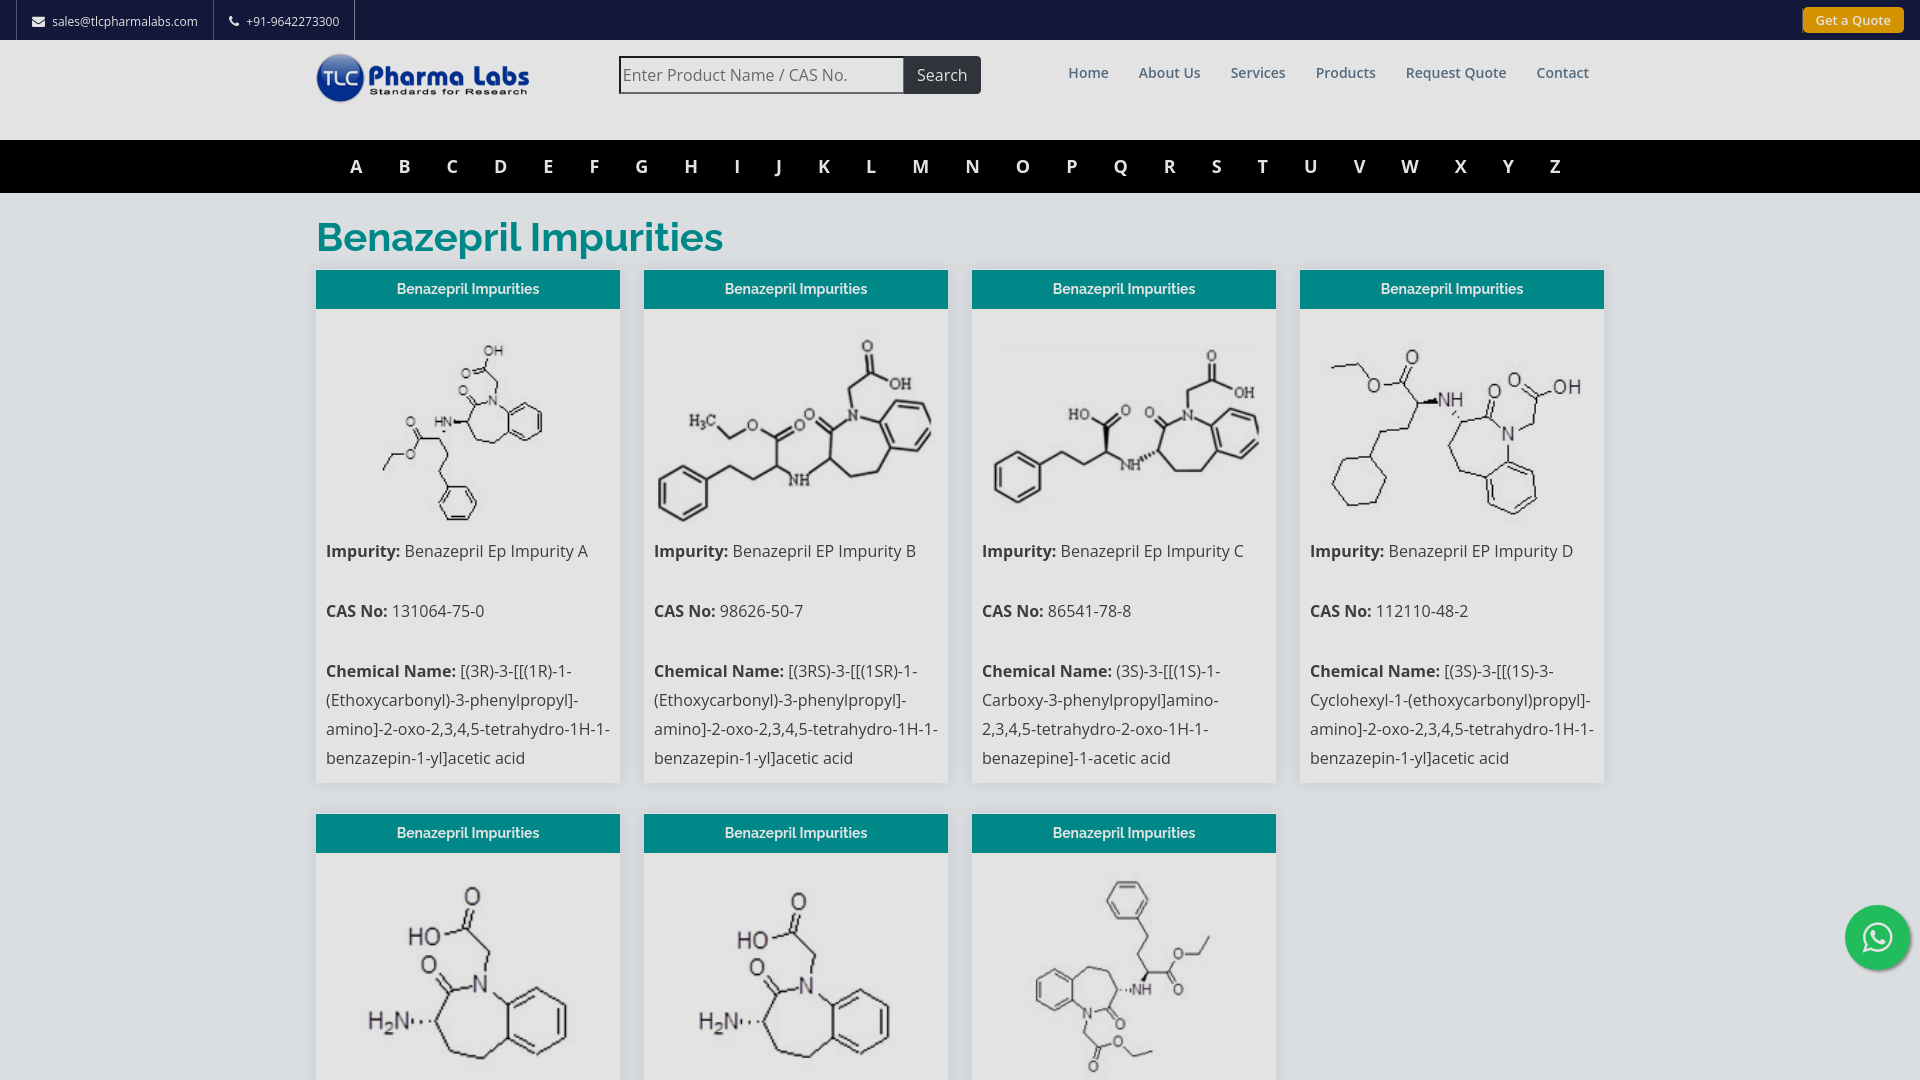 sales@tlcpharmalabs.com +91-9642273300 Get a Quote
TLC Pharma Labs
Standards for Research
Enter Product Name / CAS No. Search
Home About Us Services Products Request Quote Contact
A B C D E F G H I J K L M N O P Q R S T U V W X Y Z
Benazepril Impurities
Benazepril Impurities
OH
O
O
N
HN
O
O
Impurity: Benazepril Ep Impurity A
CAS No: 131064-75-0
Chemical Name: [(3R)-3-[[(1R)-1-
(Ethoxycarbonyl)-3-phenylpropyl]-
amino]-2-oxo-2,3,4,5-tetrahydro-1H-1-
benzazepin-1-yl]acetic acid
Benazepril Impurities
O
OH
H₃C
O
O
O
N
NH
Impurity: Benazepril EP Impurity B
CAS No: 98626-50-7
Chemical Name: [(3RS)-3-[[(1SR)-1-
(Ethoxycarbonyl)-3-phenylpropyl]-
amino]-2-oxo-2,3,4,5-tetrahydro-1H-1-
benzazepin-1-yl]acetic acid
Benazepril Impurities
O
OH
HO
O
O
N
NH
Impurity: Benazepril Ep Impurity C
CAS No: 86541-78-8
Chemical Name: (3S)-3-[[(1S)-1-
Carboxy-3-phenylpropyl]amino-
2,3,4,5-tetrahydro-2-oxo-1H-1-
benazepine]-1-acetic acid
Benazepril Impurities
O
O
NH
O
O
OH
N
Impurity: Benazepril EP Impurity D
CAS No: 112110-48-2
Chemical Name: [(3S)-3-[[(1S)-3-
Cyclohexyl-1-(ethoxycarbonyl)propyl]-
amino]-2-oxo-2,3,4,5-tetrahydro-1H-1-
benzazepin-1-yl]acetic acid
Benazepril Impurities
O
HO
O
N
H₂N
Benazepril Impurities
O
HO
O
N
H₂N
Benazepril Impurities
O
NH
O
N
O
O
O